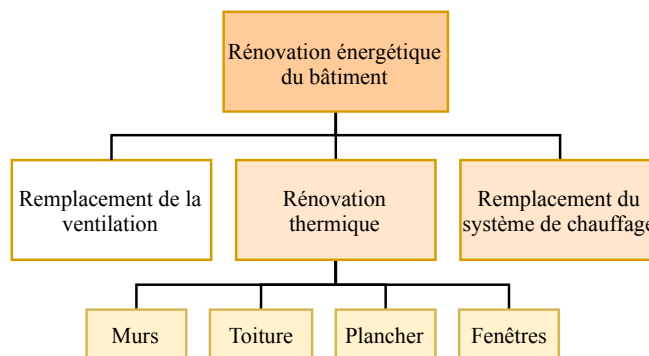 Rénovation énergétique
du bâtiment
Remplacement de la
ventilation
Rénovation
thermique
Remplacement du
système de chauffage
Murs
Toiture
Plancher
Fenêtres